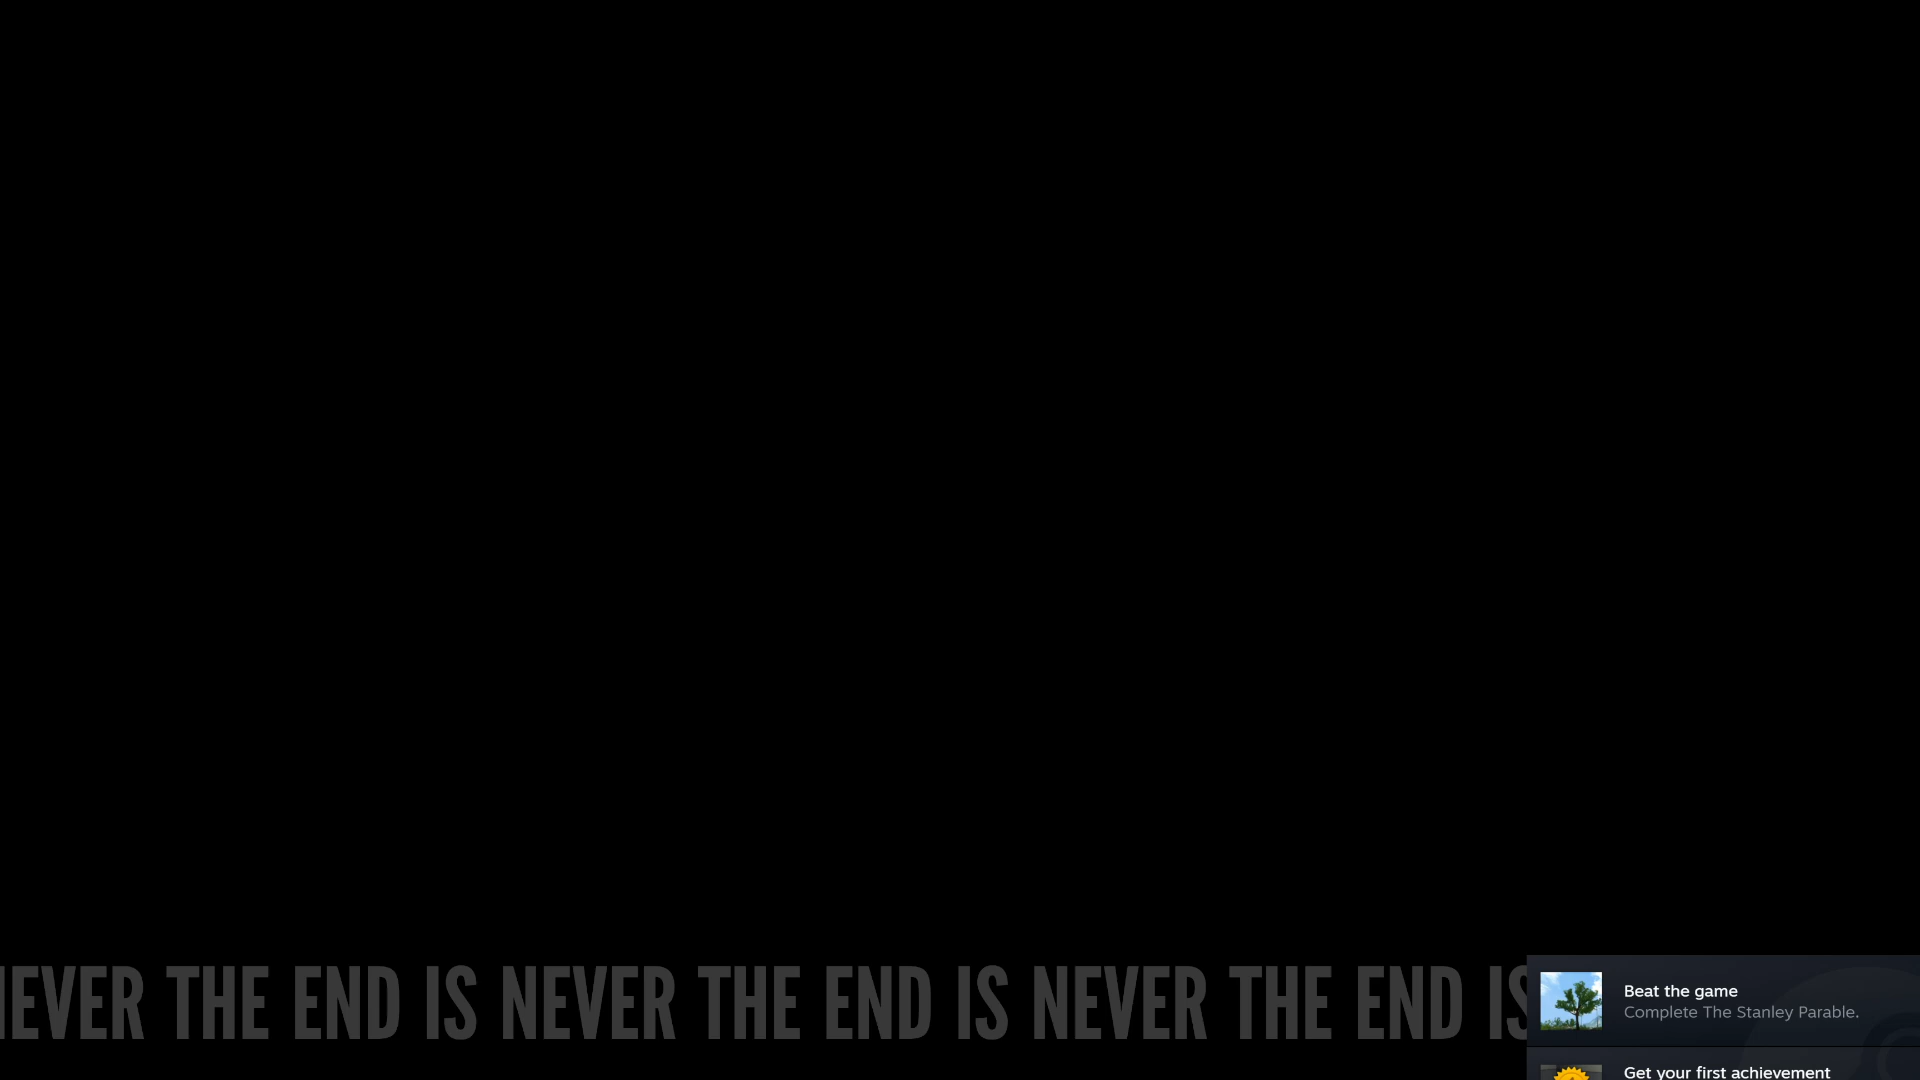 NEVER THE END IS NEVER THE END IS NEVER THE END IS
Beat the game
Complete The Stanley Parable.
Get your first achievement